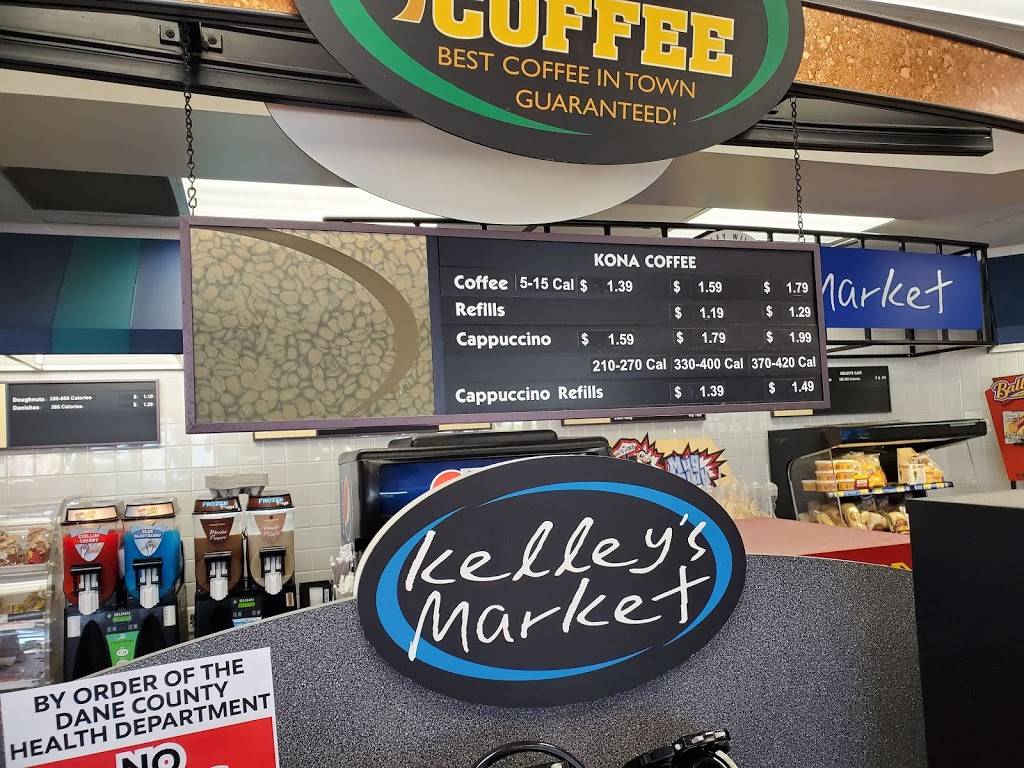 COFFEE
BEST COFFEE IN TOWN
GUARANTEED!
KONA COFFEE
Coffee 5-15 Cal $ 1.39 $ 1.59 $ 1.79
Refills $ 1.19 $ 1.29
Cappuccino $ 1.59 $ 1.79 $ 1.99
210-270 Cal 330-400 Cal 370-420 Cal
Cappuccino Refills $ 1.39 $ 1.49
Market
Doughnuts
Danishes
FROZEN
FROZEN
kelley's
Market
BY ORDER OF THE
DANE COUNTY
HEALTH DEPARTMENT
NO